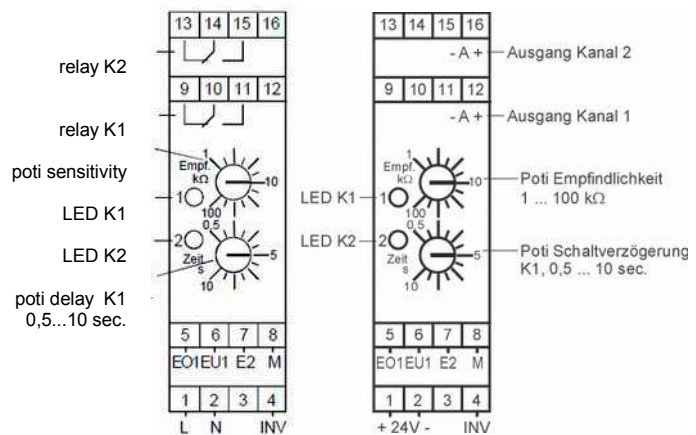 13 14 15 16
relay K2
9 10 11 12
relay K1
1
Empf.
kΩ
10
poti sensitivity
1
LED K1
100
0,5
2
LED K2
Zeit
s
5
10
poti delay K1
0,5...10 sec.
5 6 7 8
EO1 EU1 E2 M
1 2 3 4
L N INV
13 14 15 16
- A + Ausgang Kanal 2
9 10 11 12
- A + Ausgang Kanal 1
1
Empf.
kΩ
10
Poti Empfindlichkeit
1 ... 100 kΩ
LED K1 1
100
0,5
LED K2 2
Zeit
s
5
10
Poti Schaltverzögerung
K1, 0,5 ... 10 sec.
5 6 7 8
EO1 EU1 E2 M
1 2 3 4
+ 24V - INV